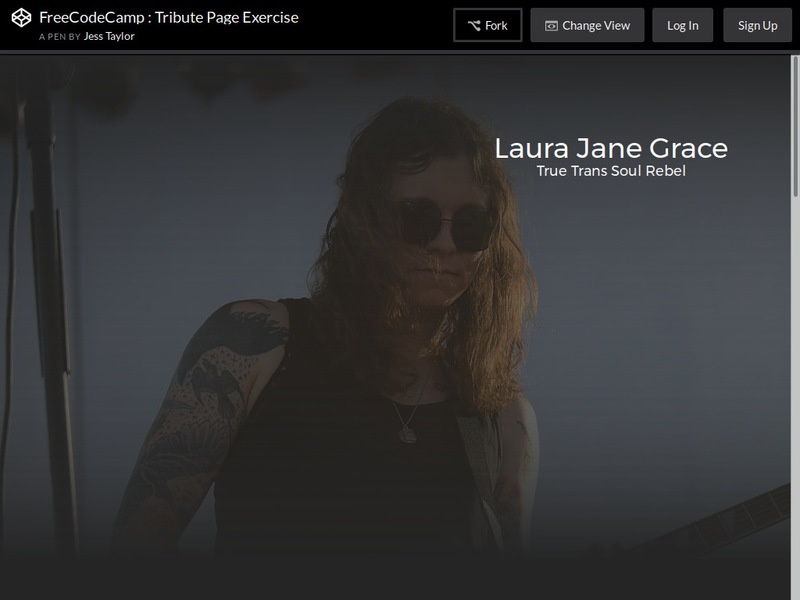 FreeCodeCamp : Tribute Page Exercise
A PEN BY Jess Taylor
Fork
Change View
Log In
Sign Up
Laura Jane Grace
True Trans Soul Rebel